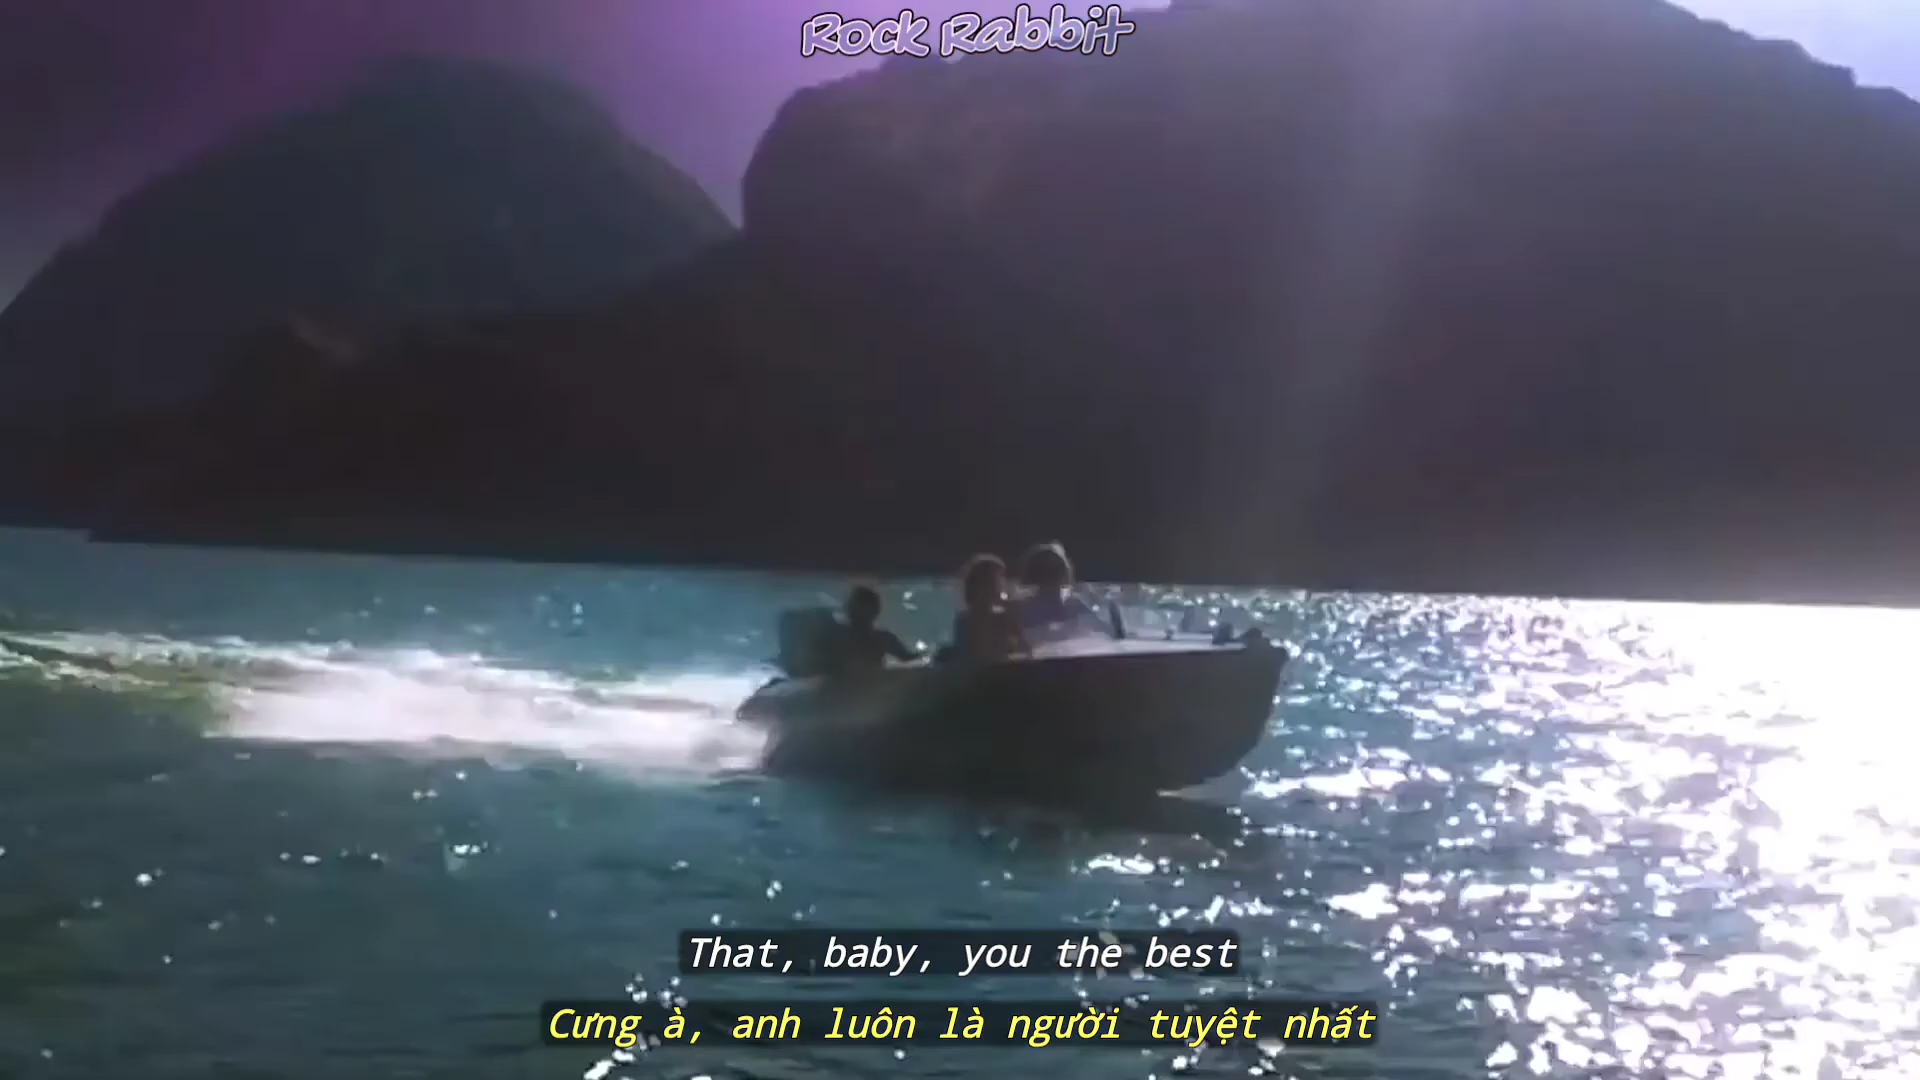 Rock Rabbit
That, baby, you the best
Cưng à, anh luôn là người tuyệt nhất